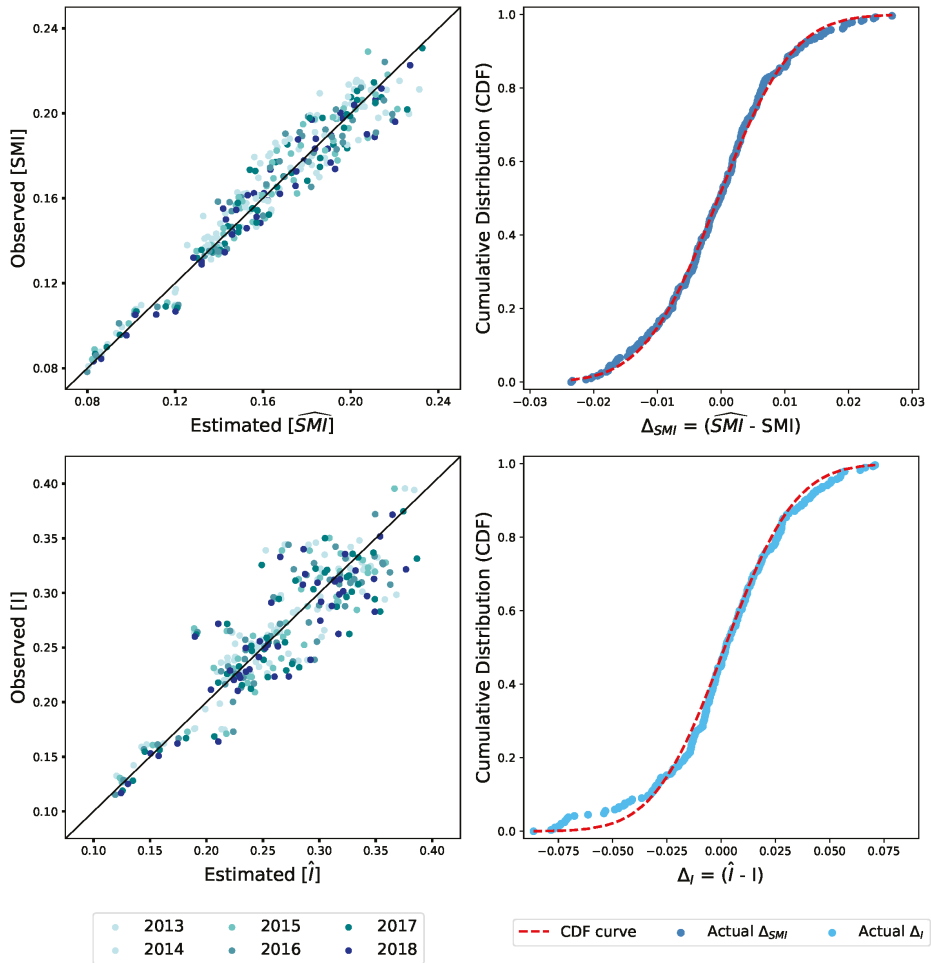 0.24
0.20
0.16
0.12
0.08
Observed [SMI]
0.08 0.12 0.16 0.20 0.24
Estimated [$\widehat{SMI}$]
1.0
0.8
0.6
0.4
0.2
0.0
Cumulative Distribution (CDF)
−0.03 −0.02 −0.01 0.00 0.01 0.02 0.03
Δ_{SMI} = ($\widehat{SMI}$ - SMI)
0.40
0.35
0.30
0.25
0.20
0.15
0.10
Observed [I]
0.10 0.15 0.20 0.25 0.30 0.35 0.40
Estimated [Î]
1.0
0.8
0.6
0.4
0.2
0.0
Cumulative Distribution (CDF)
−0.075 −0.050 −0.025 0.000 0.025 0.050 0.075
Δ_I = (Î - I)
2013 2015 2017
2014 2016 2018
CDF curve Actual Δ_{SMI} Actual Δ_I